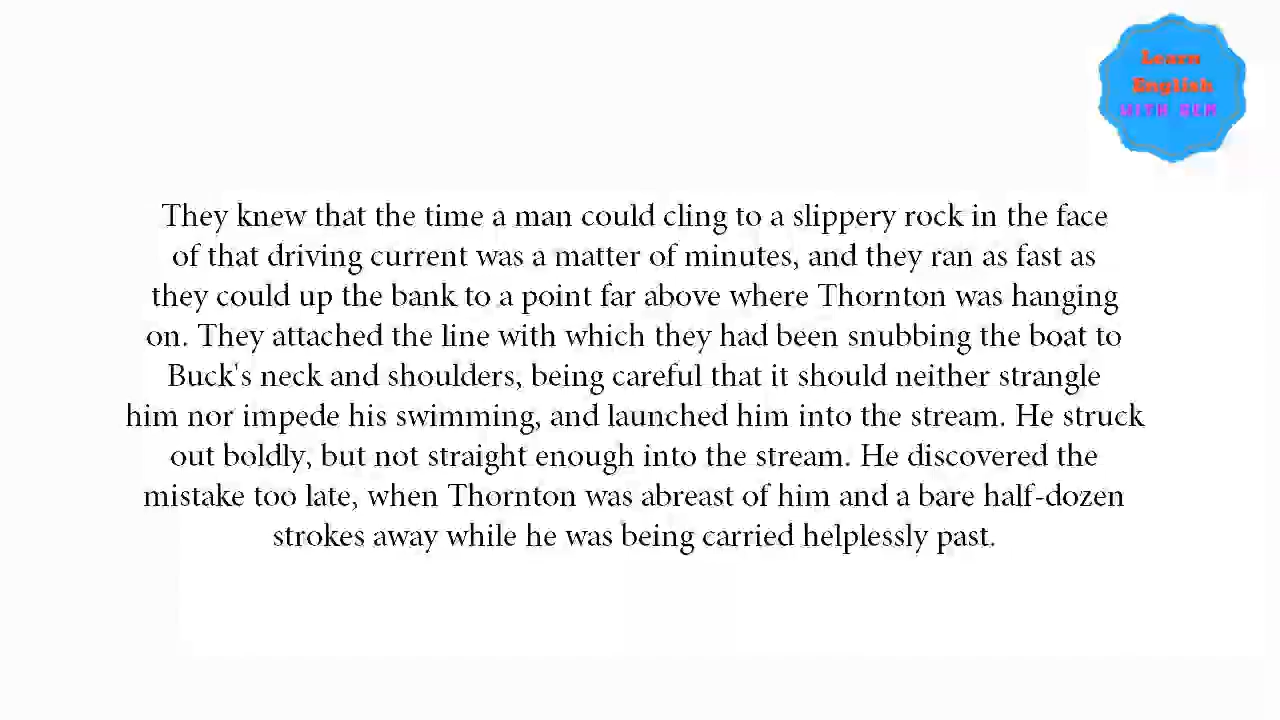 Learn
English
WITH GEM
They knew that the time a man could cling to a slippery rock in the face
of that driving current was a matter of minutes, and they ran as fast as
they could up the bank to a point far above where Thornton was hanging
on. They attached the line with which they had been snubbing the boat to
Buck's neck and shoulders, being careful that it should neither strangle
him nor impede his swimming, and launched him into the stream. He struck
out boldly, but not straight enough into the stream. He discovered the
mistake too late, when Thornton was abreast of him and a bare half-dozen
strokes away while he was being carried helplessly past.